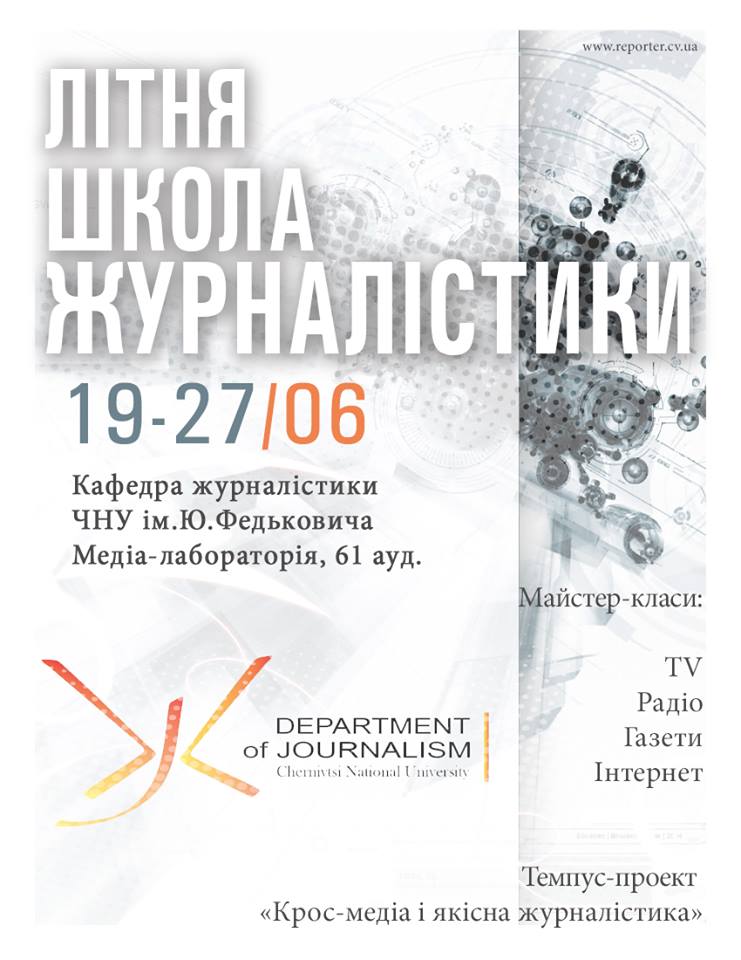 www.reporter.cv.ua
ЛІТНЯ
ШКОЛА
ЖУРНАЛІСТИКИ
19-27/06
Кафедра журналістики
ЧНУ ім.Ю.Федьковича
Медіа-лабораторія, 61 ауд.
Майстер-класи:
TV
Радіо
Газети
Інтернет
DEPARTMENT
of JOURNALISM
Chernivtsi National University
Темпус-проект
«Крос-медіа і якісна журналістика»